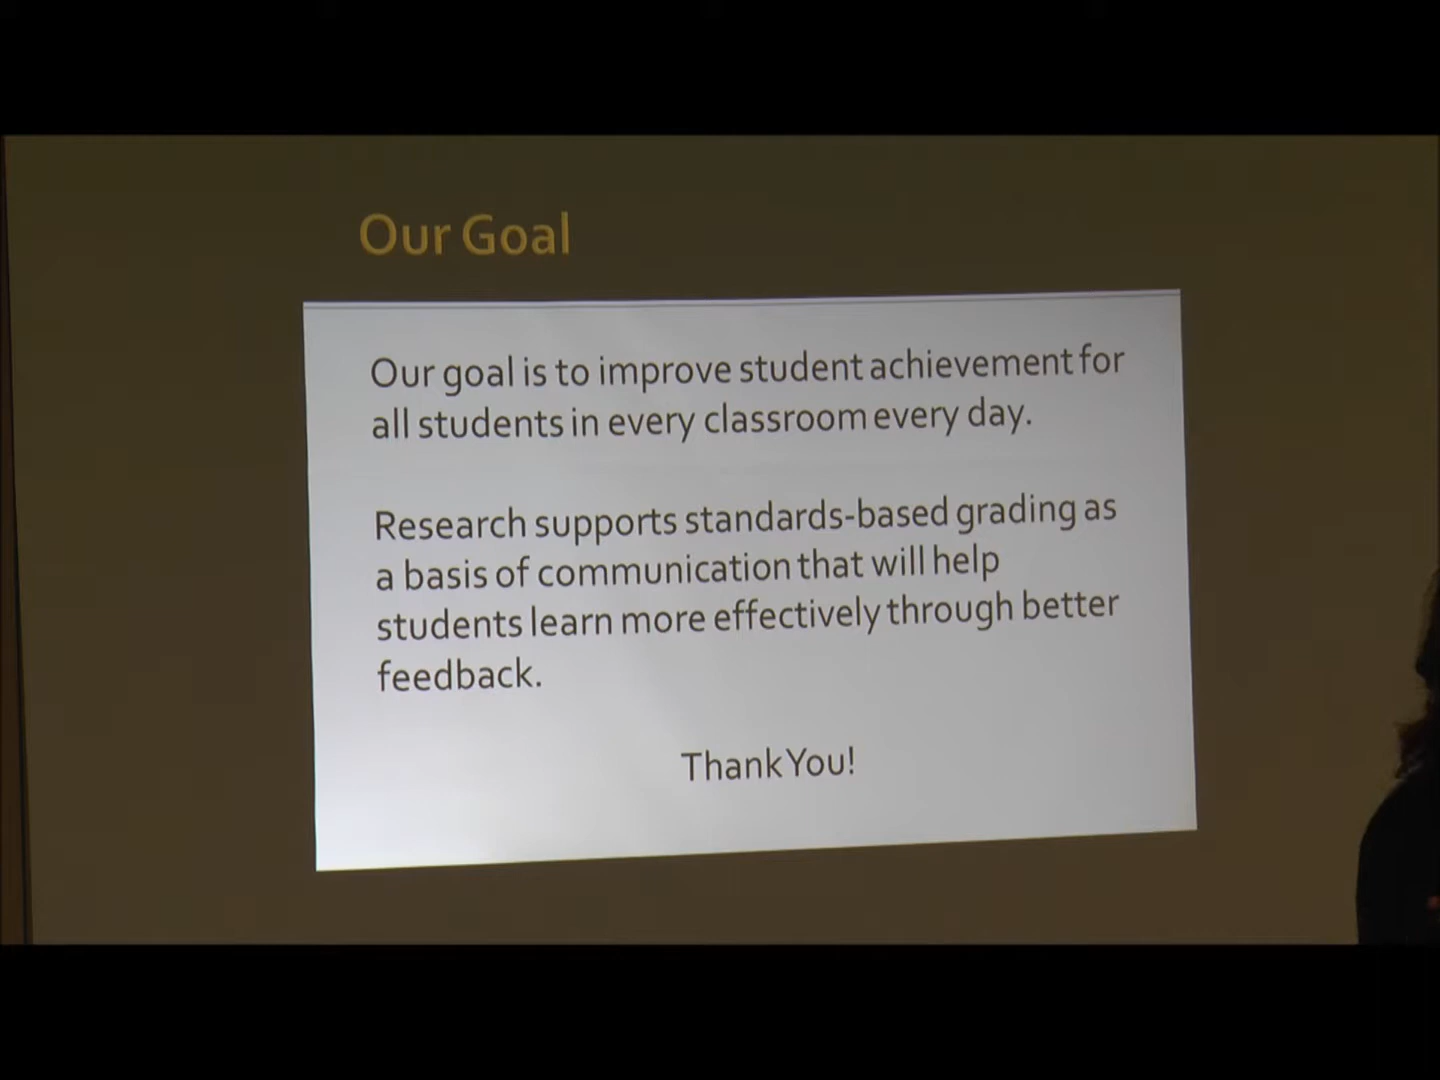 Our Goal
Our goal is to improve student achievement for
all students in every classroom every day.
Research supports standards-based grading as
a basis of communication that will help
students learn more effectively through better
feedback.
Thank You!